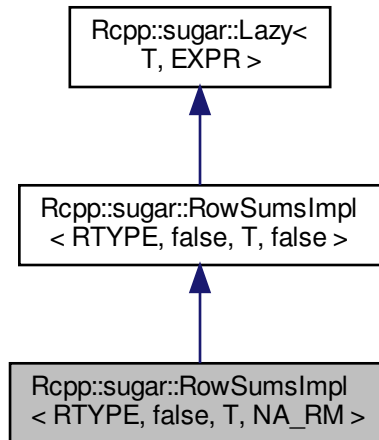 Rcpp::sugar::Lazy<
T, EXPR >
Rcpp::sugar::RowSumsImpl
< RTYPE, false, T, false >
Rcpp::sugar::RowSumsImpl
< RTYPE, false, T, NA_RM >